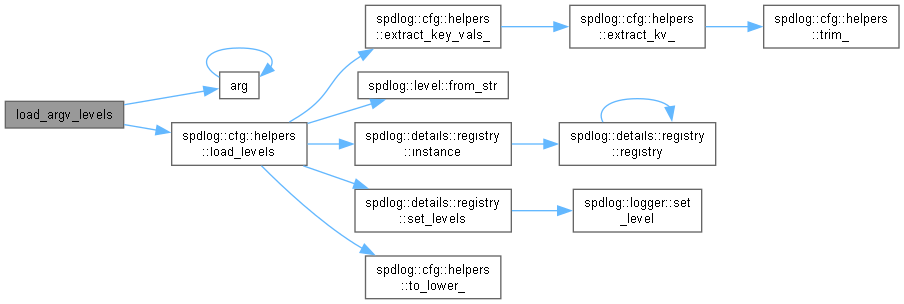 load_argv_levels
arg
spdlog::cfg::helpers
::load_levels
spdlog::cfg::helpers
::extract_key_vals_
spdlog::level::from_str
spdlog::details::registry
::instance
spdlog::details::registry
::set_levels
spdlog::cfg::helpers
::to_lower_
spdlog::cfg::helpers
::extract_kv_
spdlog::details::registry
::registry
spdlog::logger::set
_level
spdlog::cfg::helpers
::trim_